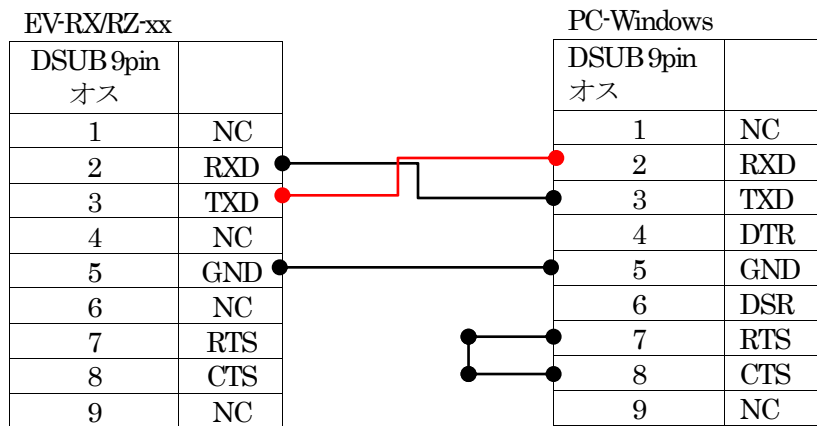 EV-RX/RZ-xx
DSUB 9pin
オス
1 NC
2 RXD
3 TXD
4 NC
5 GND
6 NC
7 RTS
8 CTS
9 NC
PC-Windows
DSUB 9pin
オス
1 NC
2 RXD
3 TXD
4 DTR
5 GND
6 DSR
7 RTS
8 CTS
9 NC